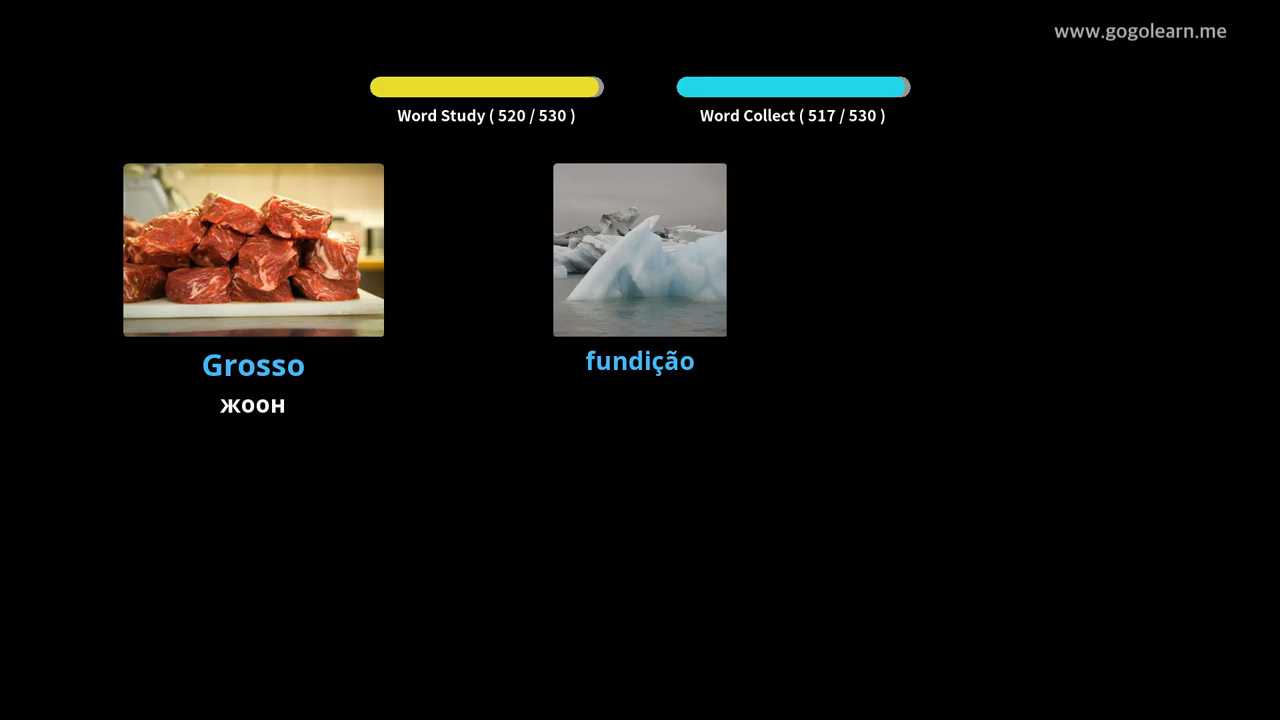 www.gogolearn.me
Word Study ( 520 / 530 )
Word Collect ( 517 / 530 )
Grosso
fundição
жоон